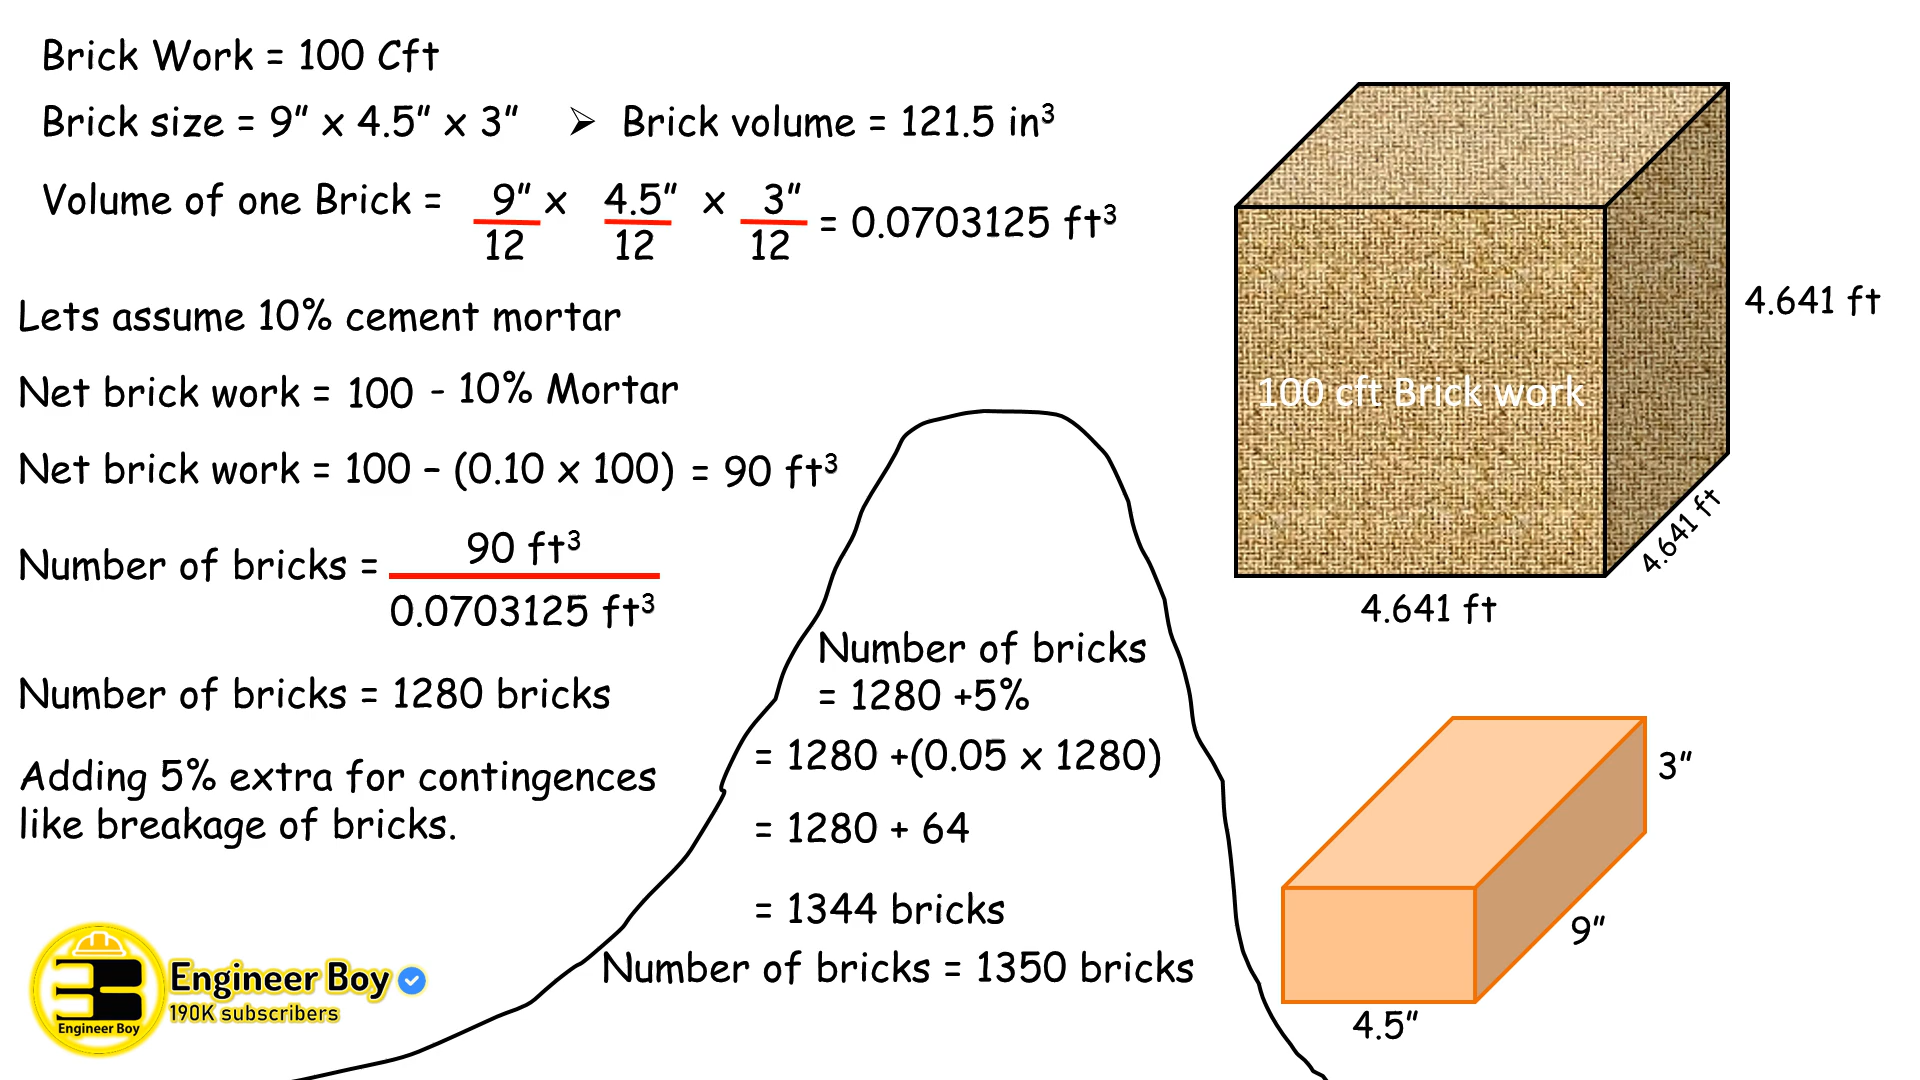 Brick Work = 100 Cft
Brick size = 9" x 4.5" x 3" ➢ Brick volume = 121.5 in³
Volume of one Brick = 9"/12 x 4.5"/12 x 3"/12 = 0.0703125 ft³
Lets assume 10% cement mortar
Net brick work = 100 - 10% Mortar
Net brick work = 100 – (0.10 x 100) = 90 ft³
Number of bricks = 90 ft³ / 0.0703125 ft³
Number of bricks = 1280 bricks
Adding 5% extra for contingences
like breakage of bricks.
Number of bricks
= 1280 +5%
= 1280 +(0.05 x 1280)
= 1280 + 64
= 1344 bricks
Number of bricks = 1350 bricks
100 cft Brick work
4.641 ft
4.641 ft
4.641 ft
3"
9"
4.5"
Engineer Boy
Engineer Boy
190K subscribers